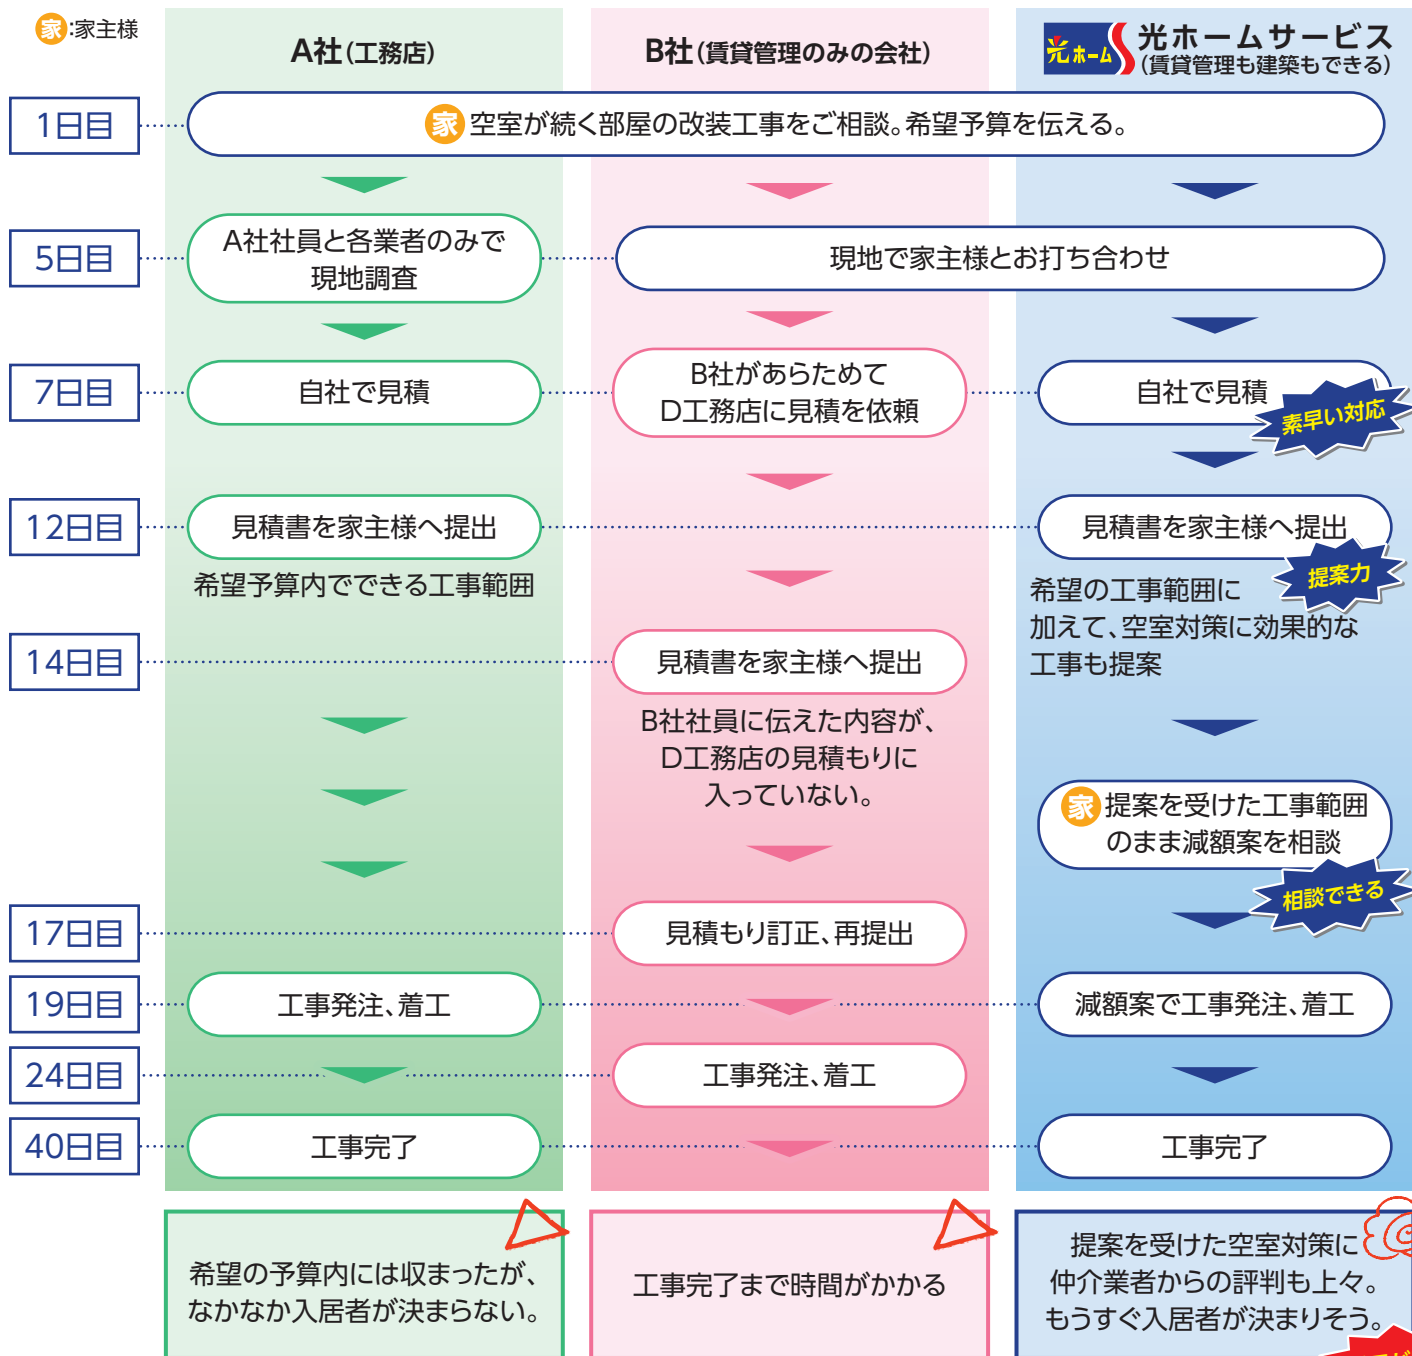 家:家主様
A社(工務店)
B社(賃貸管理のみの会社)
光ホーム
光ホームサービス
(賃貸管理も建築もできる)
1日目
家 空室が続く部屋の改装工事をご相談。希望予算を伝える。
5日目
A社社員と各業者のみで
現地調査
現地で家主様とお打ち合わせ
7日目
自社で見積
B社があらためて
D工務店に見積を依頼
自社で見積
素早い対応
12日目
見積書を家主様へ提出
希望予算内でできる工事範囲
見積書を家主様へ提出
提案力
希望の工事範囲に
加えて、空室対策に効果的な
工事も提案
14日目
見積書を家主様へ提出
B社社員に伝えた内容が、
D工務店の見積もりに
入っていない。
家 提案を受けた工事範囲
のまま減額案を相談
相談できる
17日目
見積もり訂正、再提出
19日目
工事発注、着工
減額案で工事発注、着工
24日目
工事発注、着工
40日目
工事完了
工事完了
希望の予算内には収まったが、
なかなか入居者が決まらない。
工事完了まで時間がかかる
提案を受けた空室対策に
仲介業者からの評判も上々。
もうすぐ入居者が決まりそう。